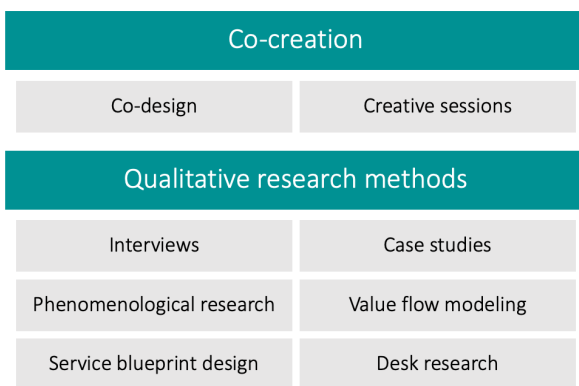 Co-creation
Co-design
Creative sessions
Qualitative research methods
Interviews
Case studies
Phenomenological research
Value flow modeling
Service blueprint design
Desk research